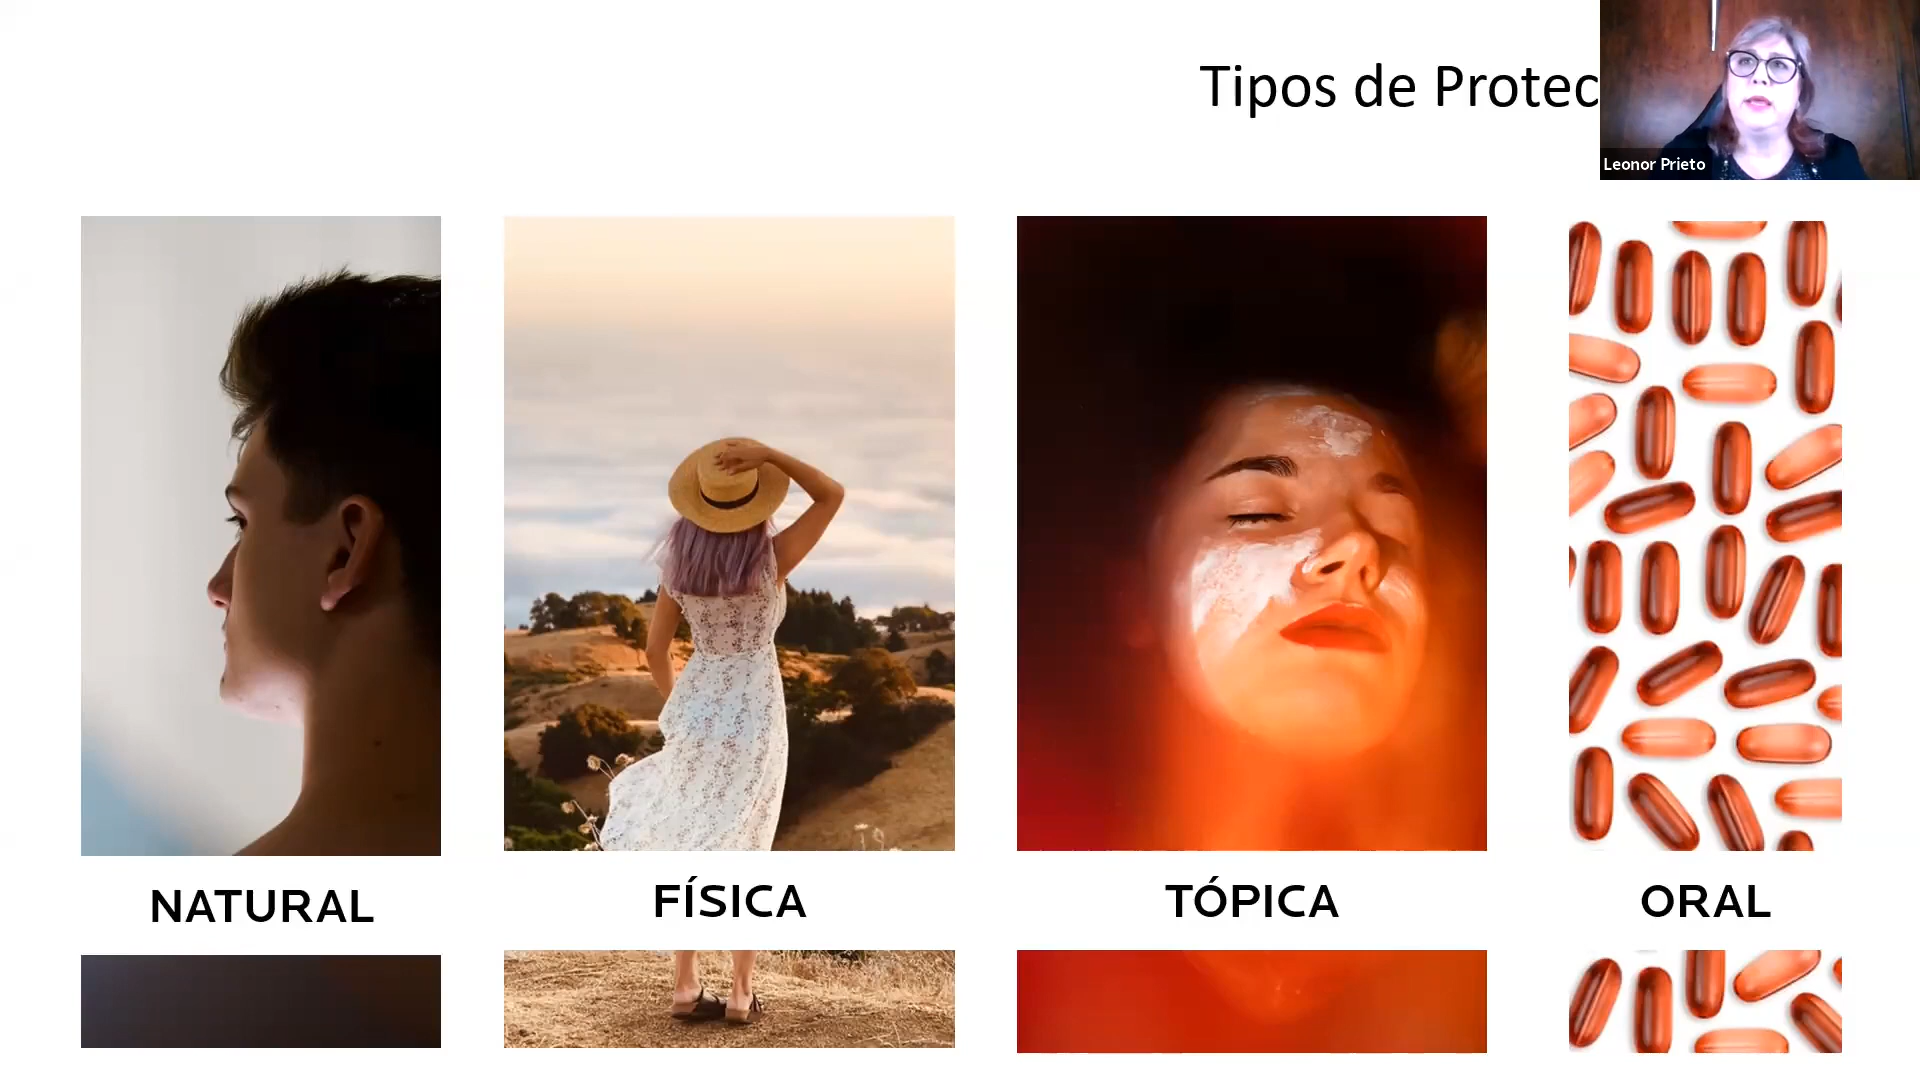 Tipos de Protec
Leonor Prieto
NATURAL
FÍSICA
TÓPICA
ORAL